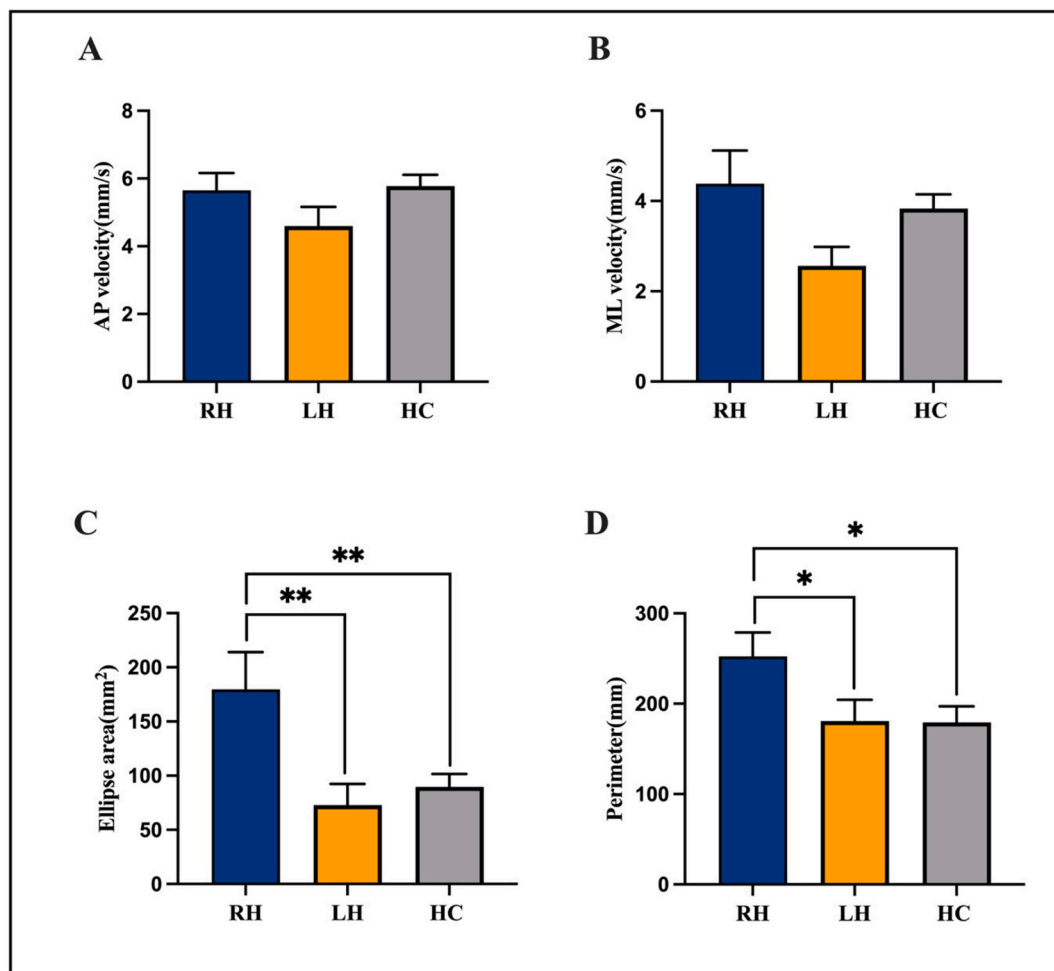 A
AP velocity(mm/s)
8
6
4
2
0
RH LH HC
B
ML velocity(mm/s)
6
4
2
0
RH LH HC
C
** 
**
Ellipse area(mm²)
250
200
150
100
50
0
RH LH HC
D
*
*
Perimeter(mm)
300
200
100
0
RH LH HC